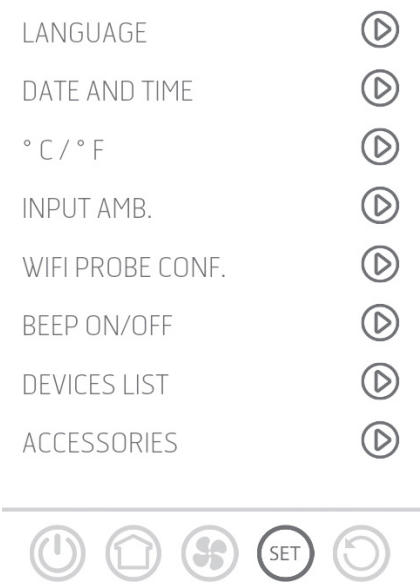 LANGUAGE
DATE AND TIME
° C / ° F
INPUT AMB.
WIFI PROBE CONF.
BEEP ON/OFF
DEVICES LIST
ACCESSORIES
SET